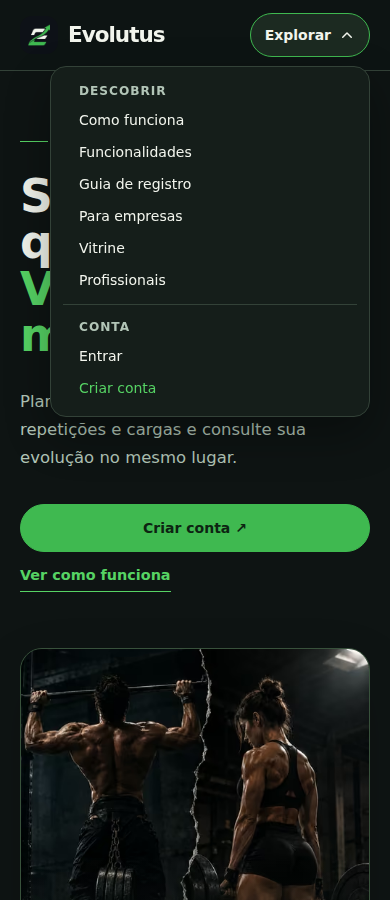 Evolutus
Explorar
DESCOBRIR
Como funciona
Funcionalidades
Guia de registro
Para empresas
Vitrine
Profissionais
CONTA
Entrar
Criar conta
repetições e cargas e consulte sua
evolução no mesmo lugar.
Criar conta ↗
Ver como funciona